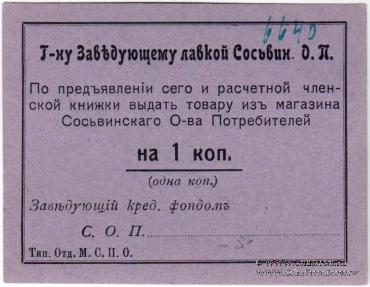 6640
Г-ну Завѣдующему лавкой Сосьвин. О. П.
По предъявленіи сего и расчетной член-
ской книжки выдать товару изъ магазина
Сосьвинскаго О-ва Потребителей
на 1 коп.
(одна коп.)
Завѣдующій кред. фондомъ
С. О. П.
Тип. Отд. М. С. П. О.